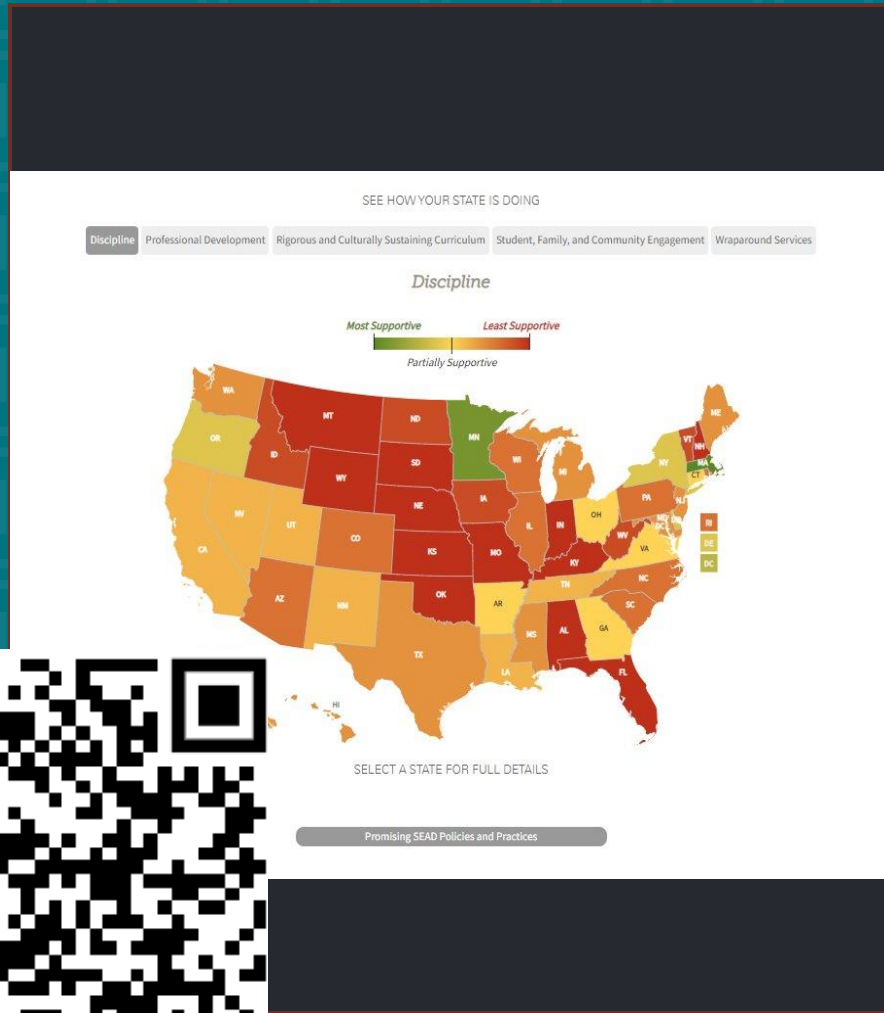 SEE HOW YOUR STATE IS DOING
Discipline Professional Development Rigorous and Culturally Sustaining Curriculum Student, Family, and Community Engagement Wraparound Services
Discipline
Most Supportive Least Supportive
Partially Supportive
WA
MT
ND
MN
ME
OR
ID
SD
WI
MI
VT
NH
NY
MA
CT
WY
NE
IA
PA
NJ
NV
UT
CO
IL
IN
OH
WV
VA
RI
DE
DC
CA
KS
MO
KY
AZ
NM
OK
AR
TN
NC
SC
TX
LA
MS
AL
GA
FL
HI
SELECT A STATE FOR FULL DETAILS
Promising SEAD Policies and Practices